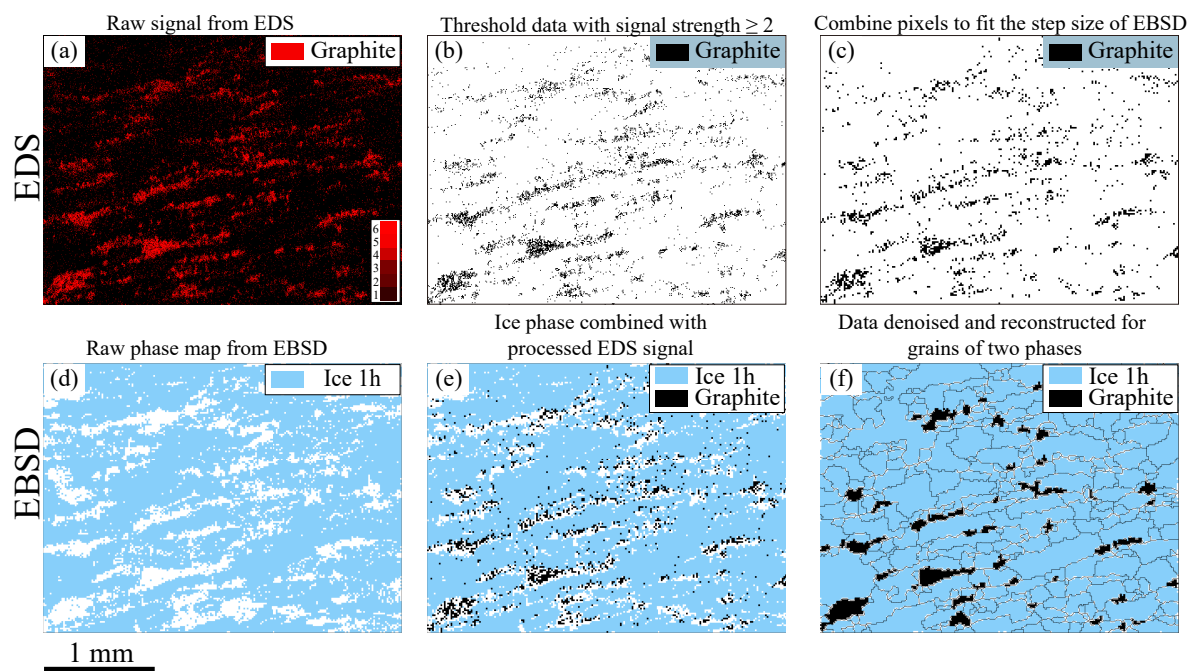 Raw signal from EDS
Threshold data with signal strength ≥ 2
Combine pixels to fit the step size of EBSD
(a)
Graphite
(b)
Graphite
(c)
Graphite
EDS
6
5
4
3
2
1
Raw phase map from EBSD
Ice phase combined with
processed EDS signal
Data denoised and reconstructed for
grains of two phases
(d)
Ice 1h
(e)
Ice 1h
Graphite
(f)
Ice 1h
Graphite
EBSD
1 mm